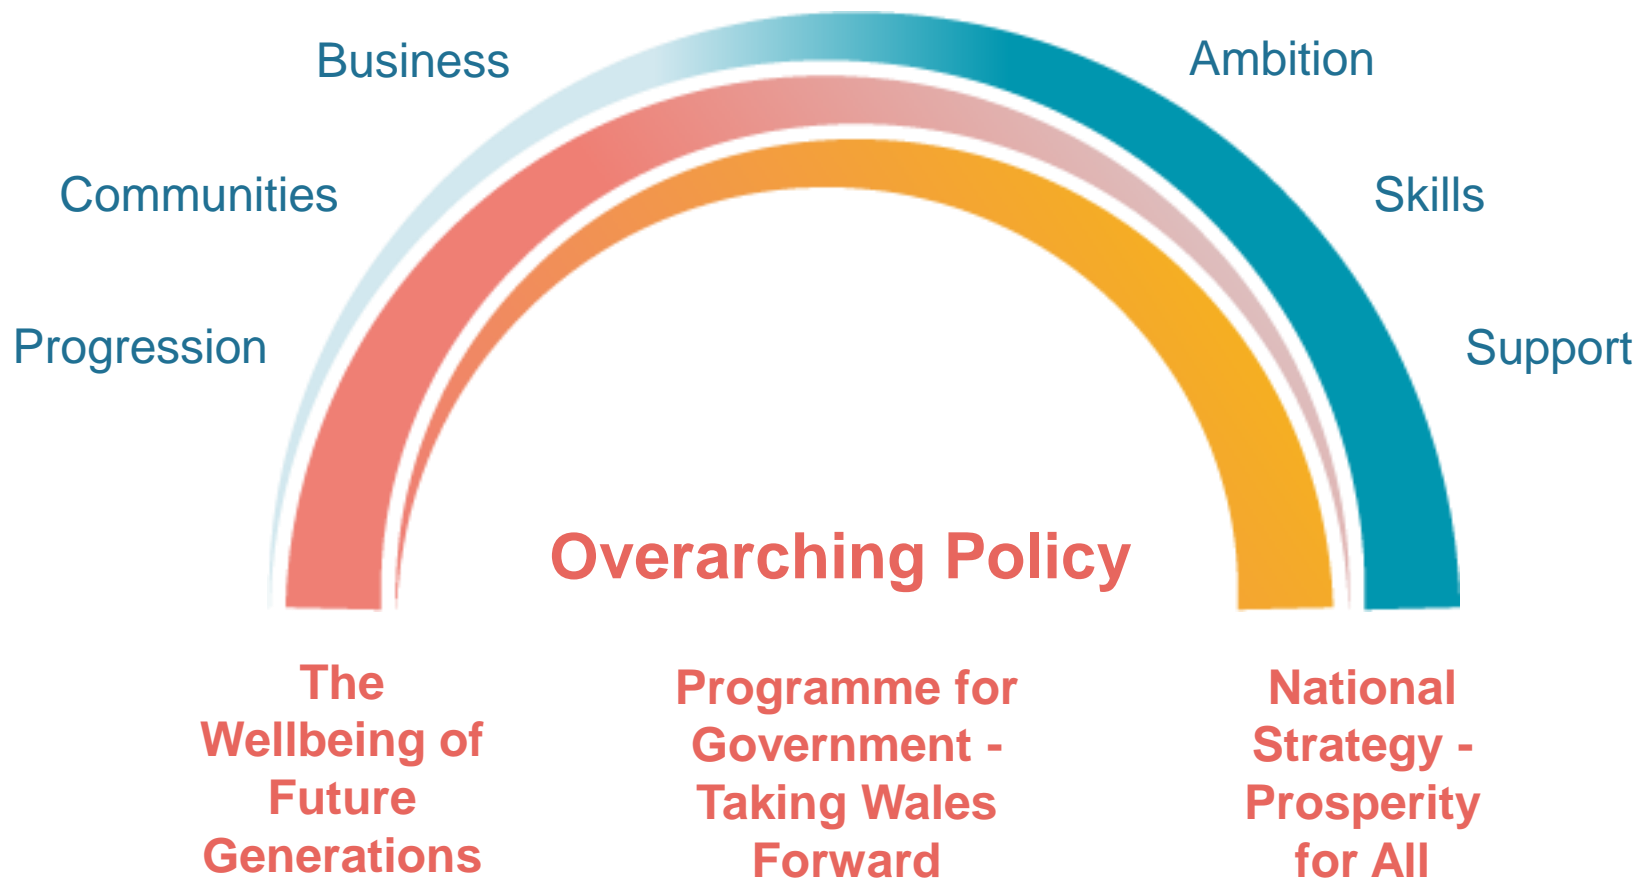 Business
Ambition
Communities
Skills
Progression
Support
Overarching Policy
The
Wellbeing of
Future
Generations
Programme for
Government -
Taking Wales
Forward
National
Strategy -
Prosperity
for All